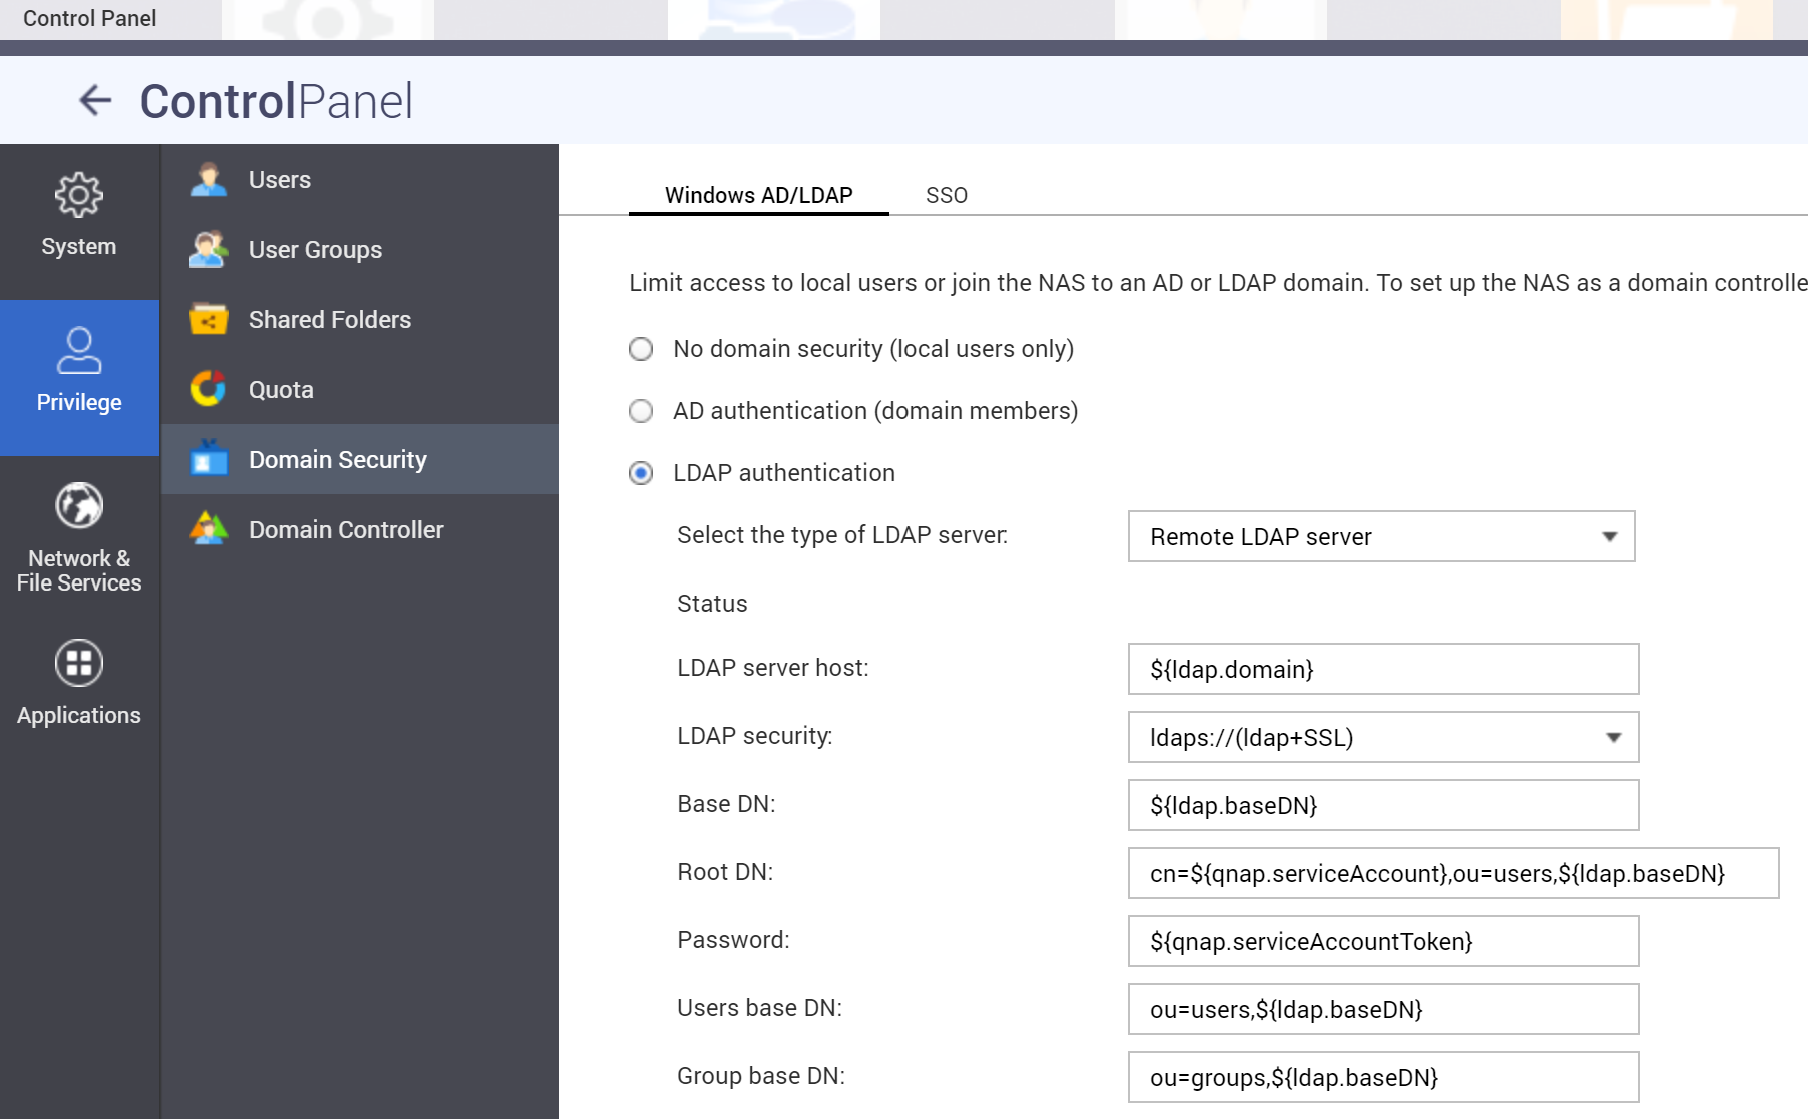 Control Panel
ControlPanel
System
Privilege
Network &
File Services
Applications
Users
User Groups
Shared Folders
Quota
Domain Security
Domain Controller
Windows AD/LDAP
SSO
Limit access to local users or join the NAS to an AD or LDAP domain. To set up the NAS as a domain controlle
No domain security (local users only)
AD authentication (domain members)
LDAP authentication
Select the type of LDAP server: Remote LDAP server
Status
LDAP server host: ${ldap.domain}
LDAP security: ldaps://(ldap+SSL)
Base DN: ${ldap.baseDN}
Root DN: cn=${qnap.serviceAccount},ou=users,${ldap.baseDN}
Password: ${qnap.serviceAccountToken}
Users base DN: ou=users,${ldap.baseDN}
Group base DN: ou=groups,${ldap.baseDN}